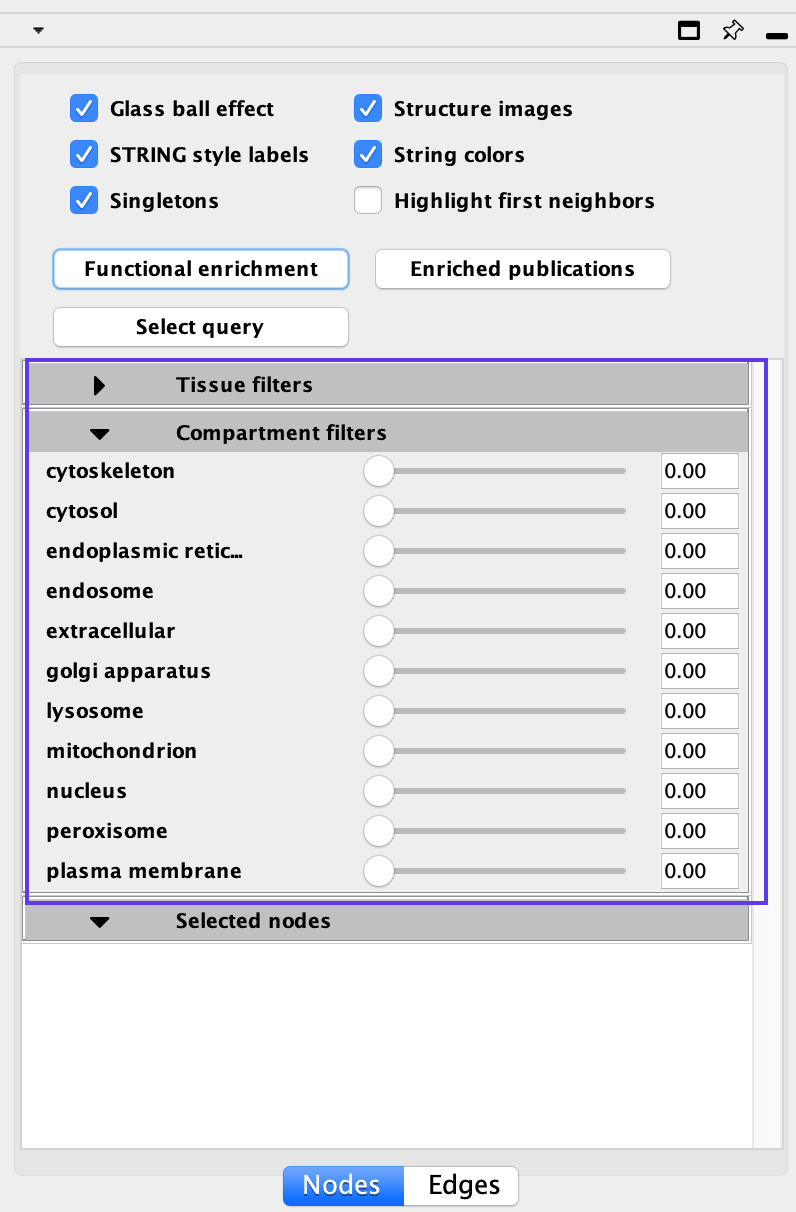 Glass ball effect Structure images
STRING style labels String colors
Singletons Highlight first neighbors
Functional enrichment Enriched publications
Select query
Tissue filters
Compartment filters
cytoskeleton 0.00
cytosol 0.00
endoplasmic retic... 0.00
endosome 0.00
extracellular 0.00
golgi apparatus 0.00
lysosome 0.00
mitochondrion 0.00
nucleus 0.00
peroxisome 0.00
plasma membrane 0.00
Selected nodes
Nodes Edges